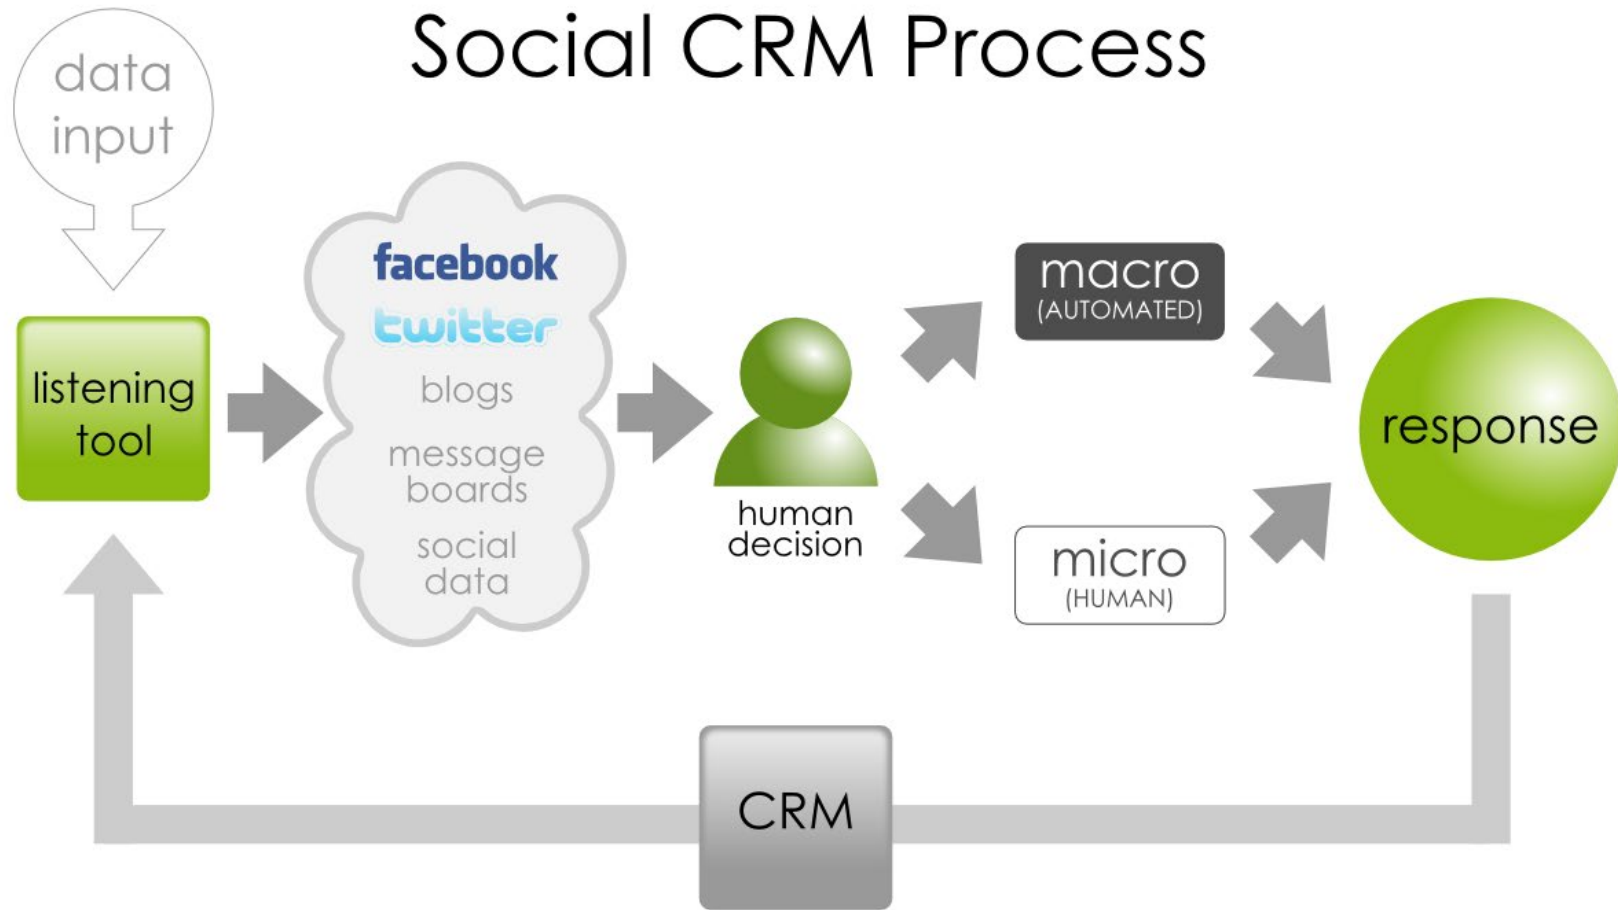 Social CRM Process
data
input
listening
tool
facebook
twitter
blogs
message
boards
social
data
human
decision
macro
(AUTOMATED)
micro
(HUMAN)
response
CRM